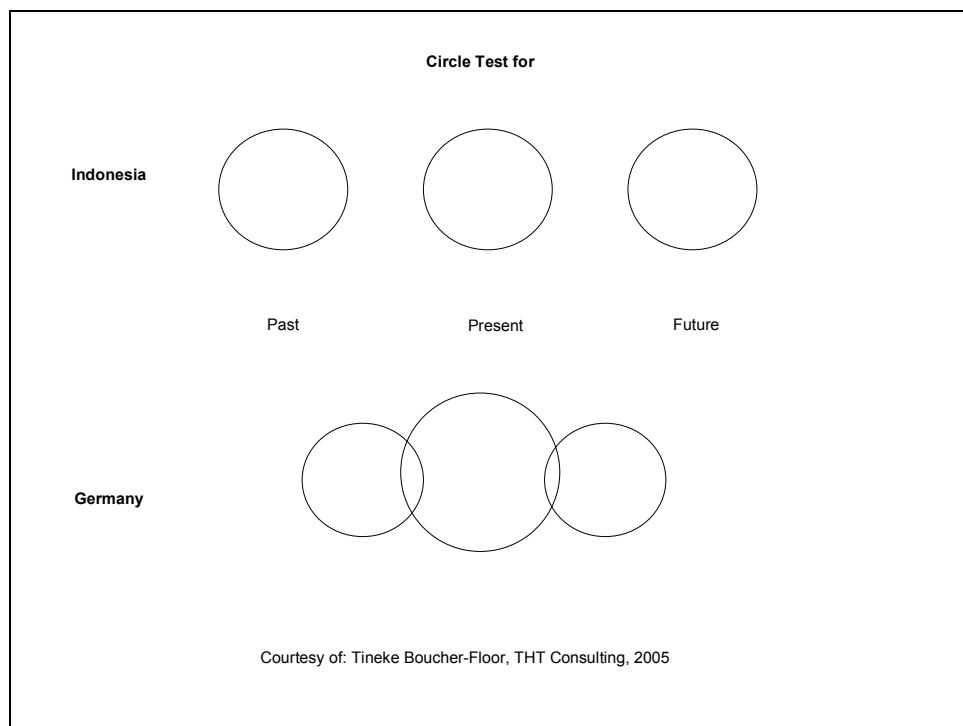 Circle Test for
Indonesia
Past Present Future
Germany
Courtesy of: Tineke Boucher-Floor, THT Consulting, 2005